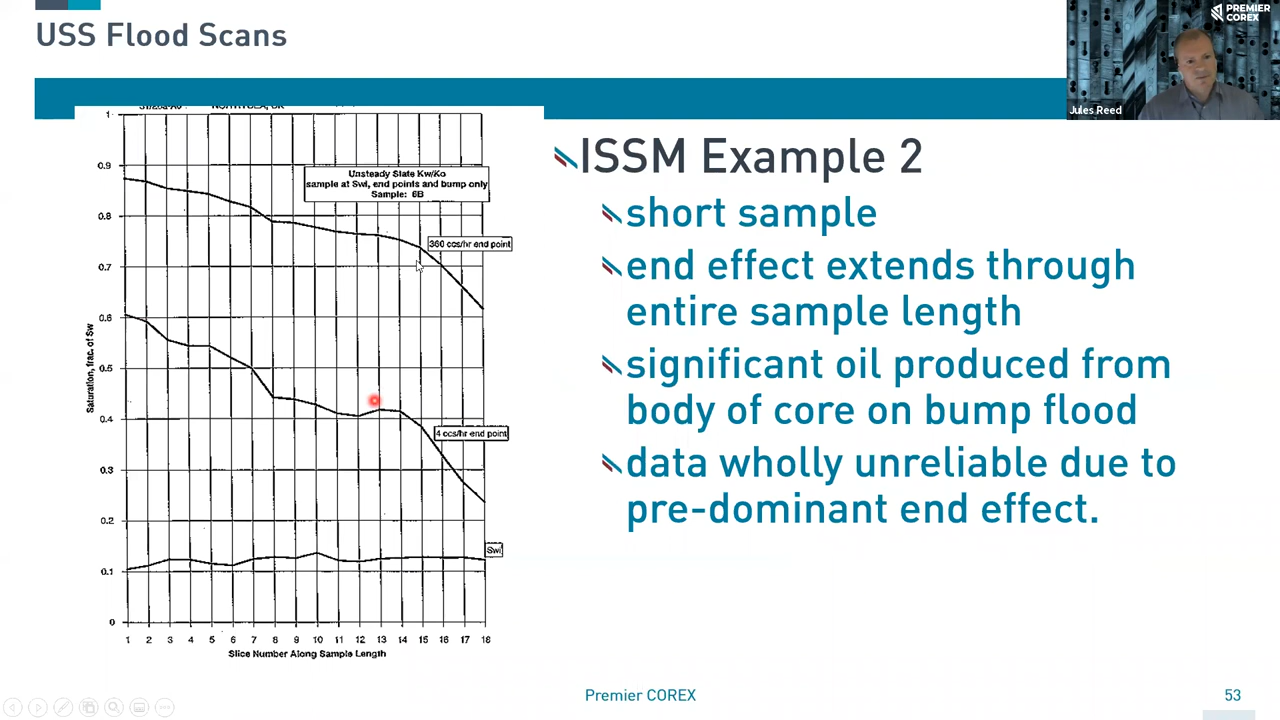 USS Flood Scans
PREMIER
COREX
Jules Reed
ISSM Example 2
short sample
end effect extends through
entire sample length
significant oil produced from
body of core on bump flood
data wholly unreliable due to
pre-dominant end effect.
Unsteady State Kw/Ko
sample at Swi, end points and bump only
Sample: 6B
360 ccs/hr end point
4 ccs/hr end point
Swi
Saturation, frac. of Sw
1
0.9
0.8
0.7
0.6
0.5
0.4
0.3
0.2
0.1
0
1 2 3 4 5 6 7 8 9 10 11 12 13 14 15 16 17 18
Slice Number Along Sample Length
Premier COREX
53